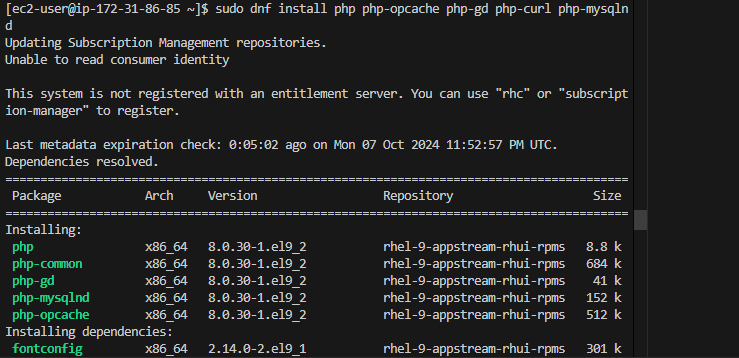 [ec2-user@ip-172-31-86-85 ~]$ sudo dnf install php php-opcache php-gd php-curl php-mysqln
d
Updating Subscription Management repositories.
Unable to read consumer identity
This system is not registered with an entitlement server. You can use "rhc" or "subscript
ion-manager" to register.
Last metadata expiration check: 0:05:02 ago on Mon 07 Oct 2024 11:52:57 PM UTC.
Dependencies resolved.
=========================================================================================
Package Arch Version Repository Size
=========================================================================================
Installing:
php x86_64 8.0.30-1.el9_2 rhel-9-appstream-rhui-rpms 8.8 k
php-common x86_64 8.0.30-1.el9_2 rhel-9-appstream-rhui-rpms 684 k
php-gd x86_64 8.0.30-1.el9_2 rhel-9-appstream-rhui-rpms 41 k
php-mysqlnd x86_64 8.0.30-1.el9_2 rhel-9-appstream-rhui-rpms 152 k
php-opcache x86_64 8.0.30-1.el9_2 rhel-9-appstream-rhui-rpms 512 k
Installing dependencies:
fontconfig x86_64 2.14.0-2.el9_1 rhel-9-appstream-rhui-rpms 301 k